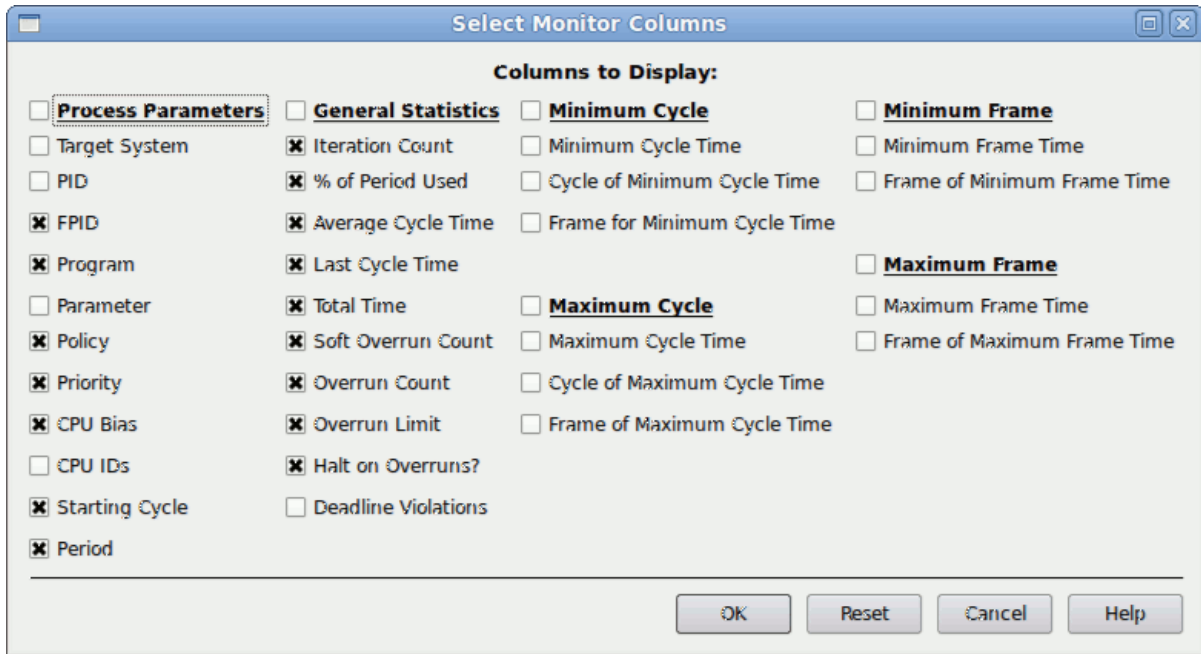 Select Monitor Columns
Columns to Display:
Process Parameters
Target System
PID
FPID
Program
Parameter
Policy
Priority
CPU Bias
CPU IDs
Starting Cycle
Period
General Statistics
Iteration Count
% of Period Used
Average Cycle Time
Last Cycle Time
Total Time
Soft Overrun Count
Overrun Count
Overrun Limit
Halt on Overruns?
Deadline Violations
Minimum Cycle
Minimum Cycle Time
Cycle of Minimum Cycle Time
Frame for Minimum Cycle Time
Maximum Cycle
Maximum Cycle Time
Cycle of Maximum Cycle Time
Frame of Maximum Cycle Time
Minimum Frame
Minimum Frame Time
Frame of Minimum Frame Time
Maximum Frame
Maximum Frame Time
Frame of Maximum Frame Time
OK
Reset
Cancel
Help